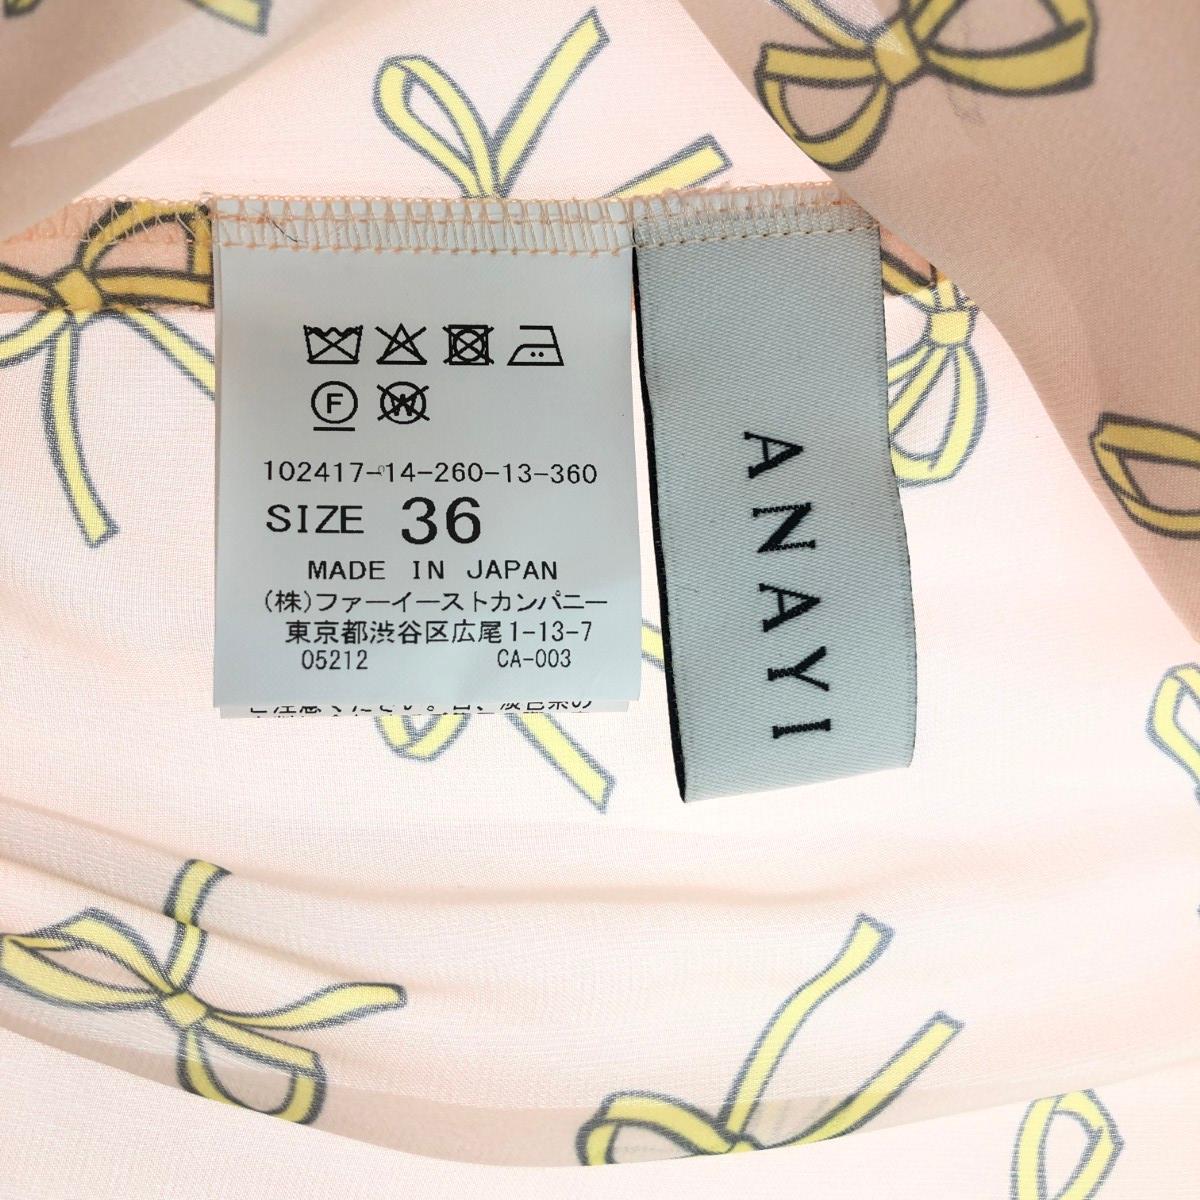 F
W
102417-14-260-13-360
SIZE 36
MADE IN JAPAN
(株)ファーイーストカンパニー
東京都渋谷区広尾1-13-7
05212 CA-003
ANAYI